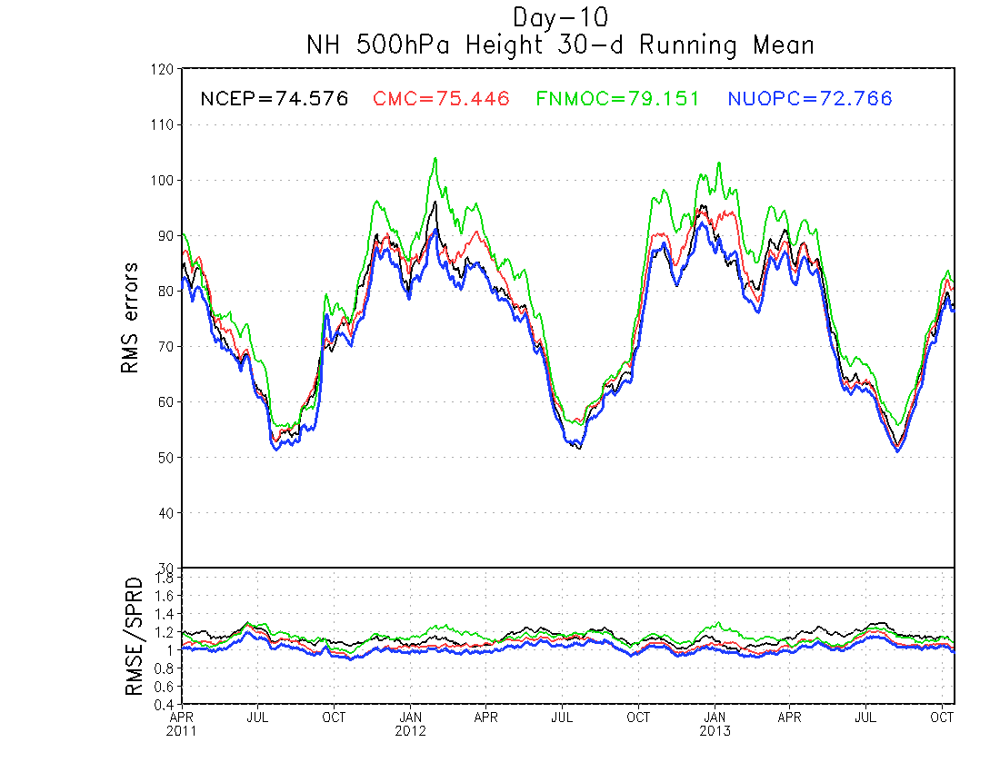 Day-10
NH 500hPa Height 30-d Running Mean
NCEP=74.576 CMC=75.446 FNMOC=79.151 NUOPC=72.766
RMS errors
120
110
100
90
80
70
60
50
40
30
RMSE/SPRD
1.8
1.6
1.4
1.2
1
0.8
0.6
0.4
APR JUL OCT JAN APR JUL OCT JAN APR JUL OCT
2011 2012 2013